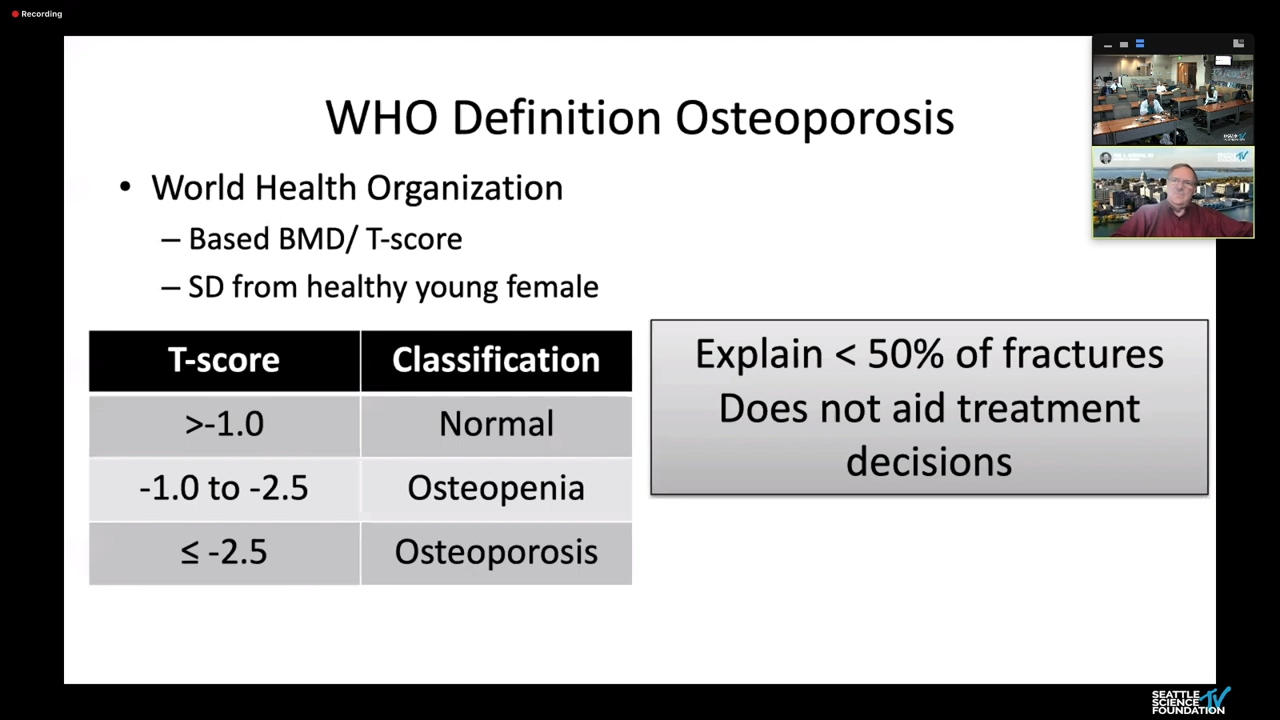 Recording
WHO Definition Osteoporosis
• World Health Organization
– Based BMD/ T-score
– SD from healthy young female
T-score Classification
>-1.0 Normal
-1.0 to -2.5 Osteopenia
≤ -2.5 Osteoporosis
Explain < 50% of fractures
Does not aid treatment
decisions
SEATTLE
SCIENCE
FOUNDATION
TV